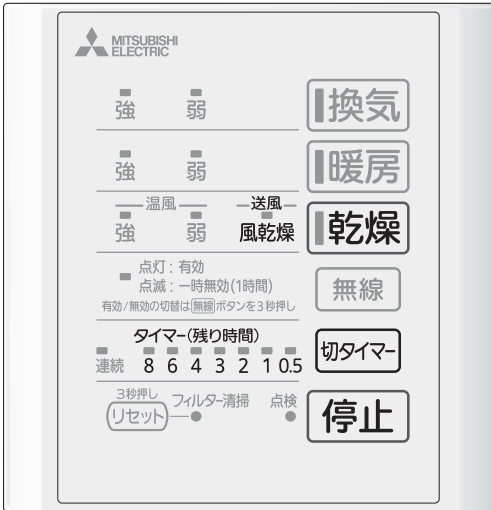 MITSUBISHI
ELECTRIC
強 弱 換気
強 弱 暖房
温風 送風
強 弱 風乾燥 乾燥
点灯：有効
点滅：一時無効(1時間)
有効/無効の切替は無線ボタンを3秒押し
無線
タイマー(残り時間)
連続 8 6 4 3 2 1 0.5
切タイマー
3秒押し
リセット フィルター清掃 点検
停止